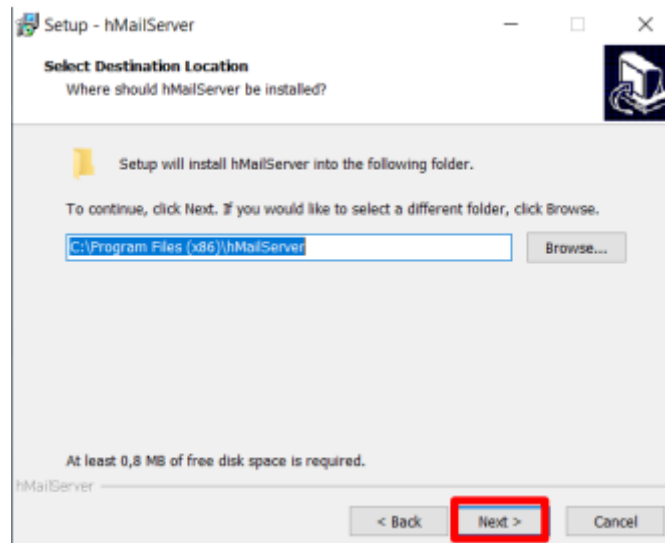 Setup - hMailServer
Select Destination Location
Where should hMailServer be installed?
Setup will install hMailServer into the following folder.
To continue, click Next. If you would like to select a different folder, click Browse.
C:\Program Files (x86)\hMailServer
Browse...
At least 0,8 MB of free disk space is required.
hMailServer
< Back
Next >
Cancel